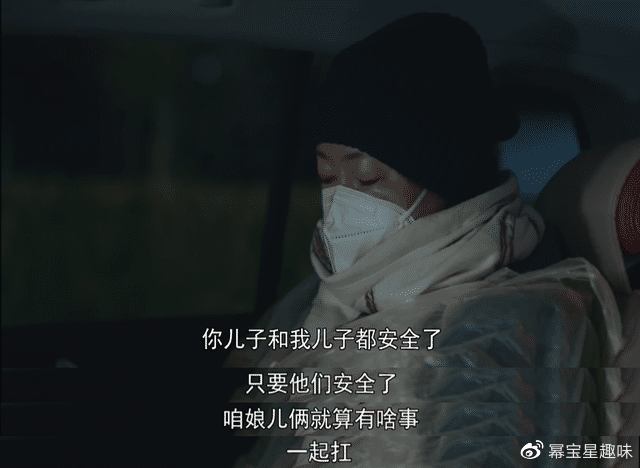 你儿子和我儿子都安全了
只要他们安全了
咱娘儿俩就算有啥事
一起扛
幂宝星趣味